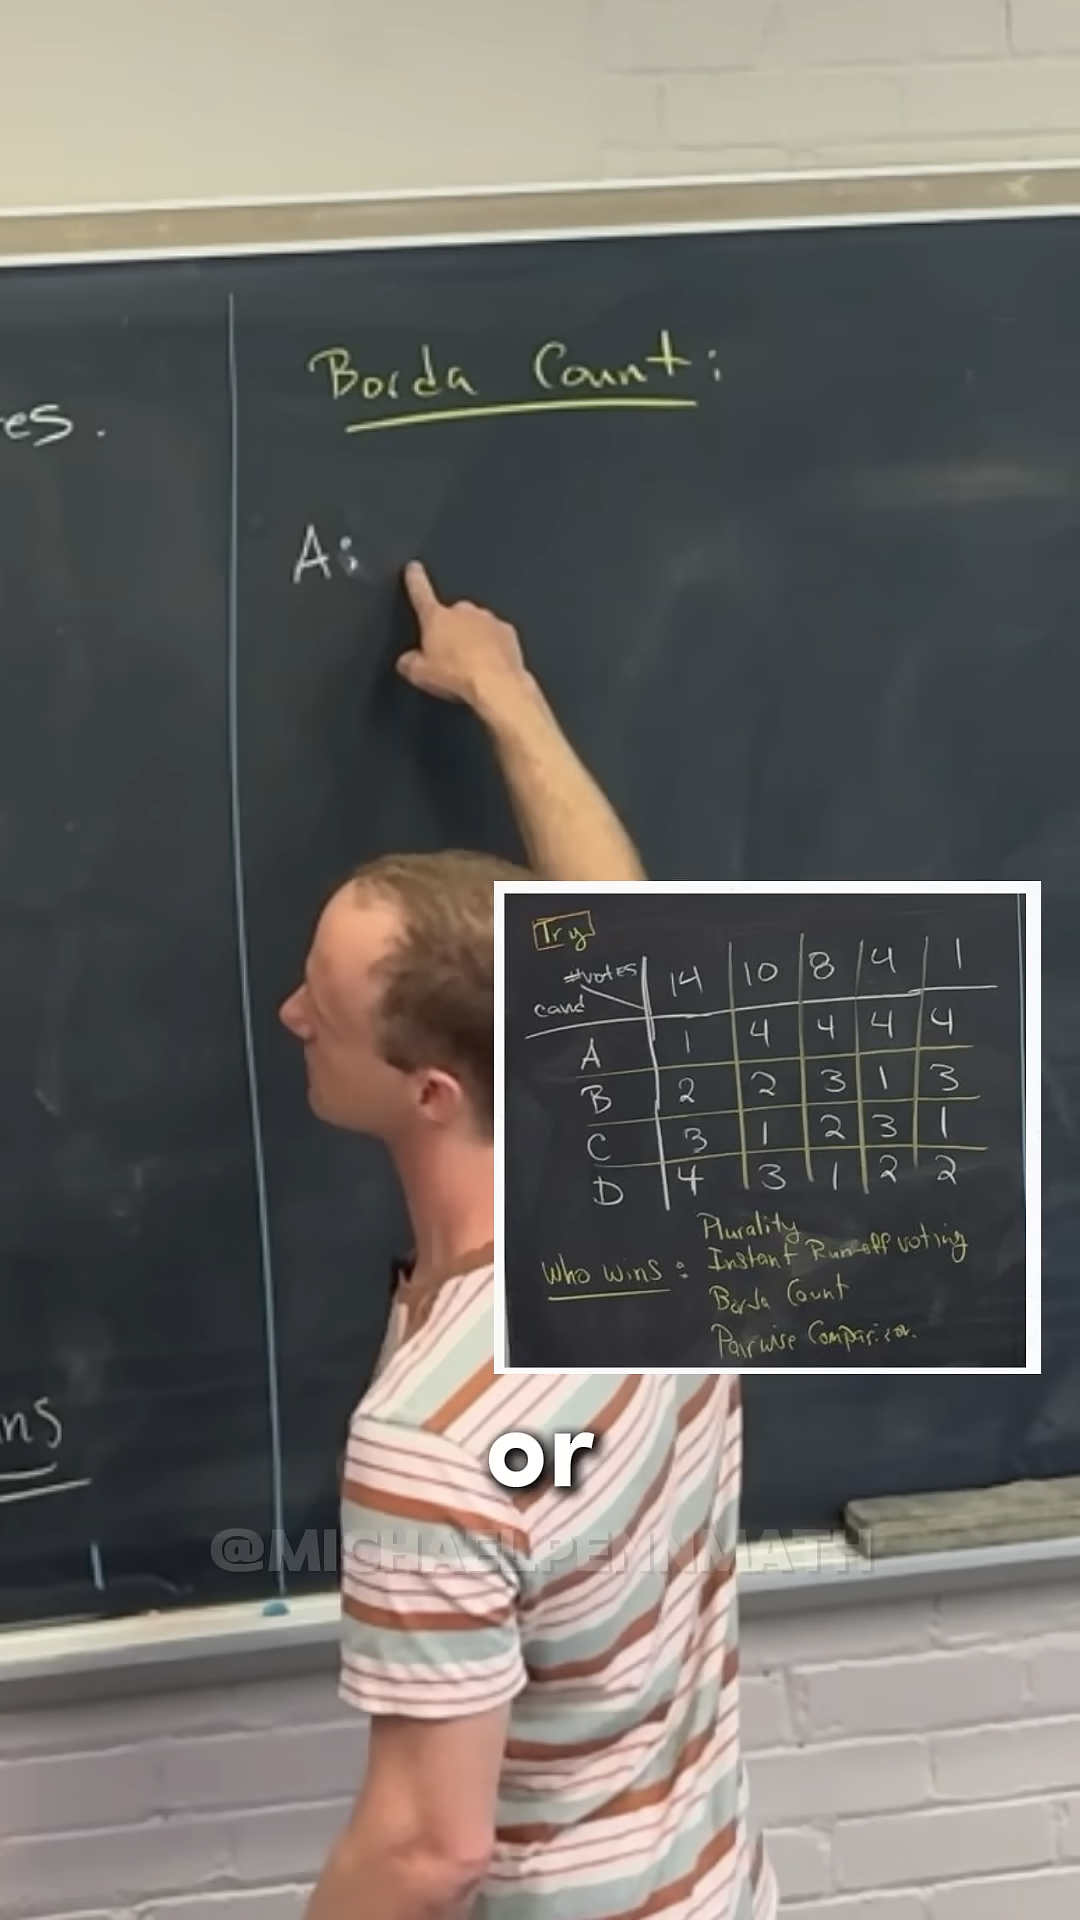 es.
Borda Count:
A:
Try
#votes 14 10 8 4 1
cand
A 1 4 4 4 4
B 2 2 3 1 3
C 3 1 2 3 1
D 4 3 1 2 2
Who wins: Plurality
Instant Run-off voting
Borda Count
Pairwise Comparison.
ns
or
@MICHAELPENNMATH